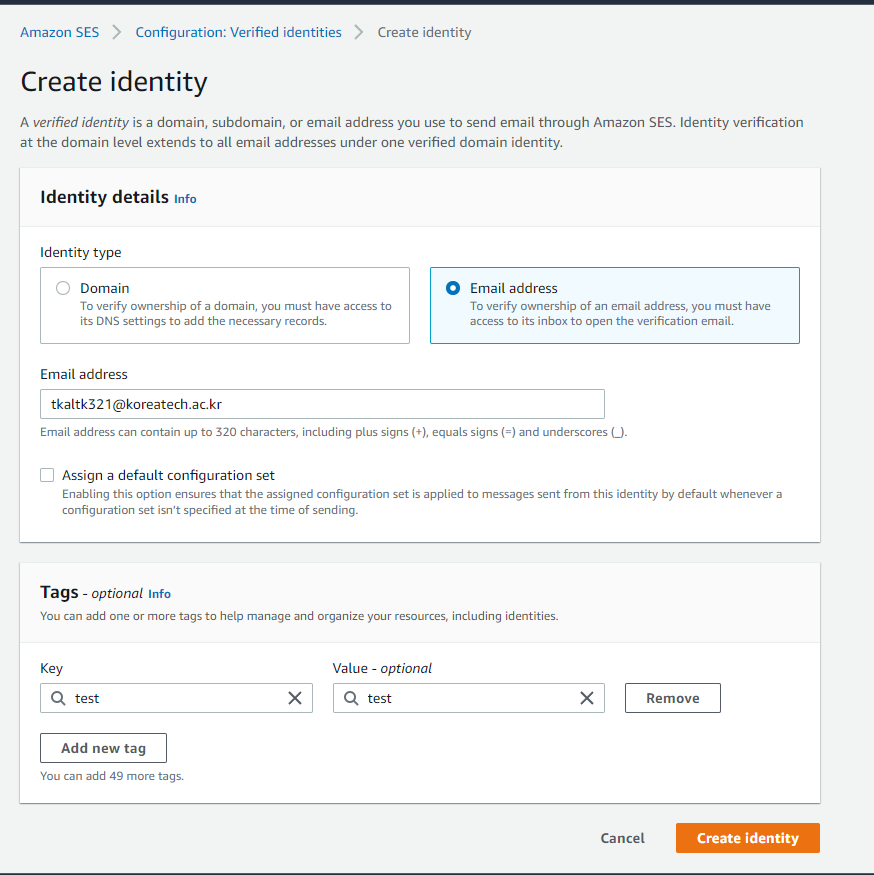 Amazon SES > Configuration: Verified identities > Create identity
Create identity
A verified identity is a domain, subdomain, or email address you use to send email through Amazon SES. Identity verification
at the domain level extends to all email addresses under one verified domain identity.
Identity details Info
Identity type
Domain
To verify ownership of a domain, you must have access to
its DNS settings to add the necessary records.
Email address
To verify ownership of an email address, you must have
access to its inbox to open the verification email.
Email address
tkaltk321@koreatech.ac.kr
Email address can contain up to 320 characters, including plus signs (+), equals signs (=) and underscores (_).
Assign a default configuration set
Enabling this option ensures that the assigned configuration set is applied to messages sent from this identity by default whenever a
configuration set isn't specified at the time of sending.
Tags - optional Info
You can add one or more tags to help manage and organize your resources, including identities.
Key
Value - optional
test
test
Remove
Add new tag
You can add 49 more tags.
Cancel
Create identity